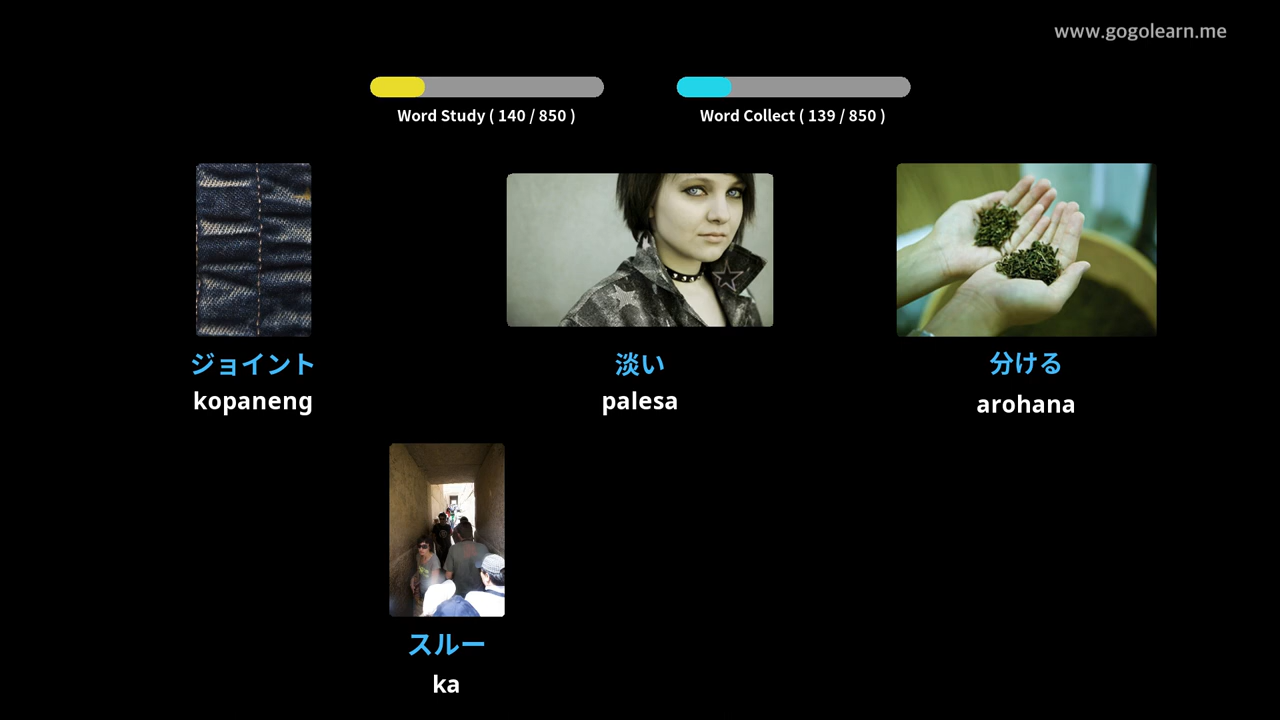 www.gogolearn.me
Word Study ( 140 / 850 )
Word Collect ( 139 / 850 )
ジョイント
kopaneng
淡い
palesa
分ける
arohana
スルー
ka